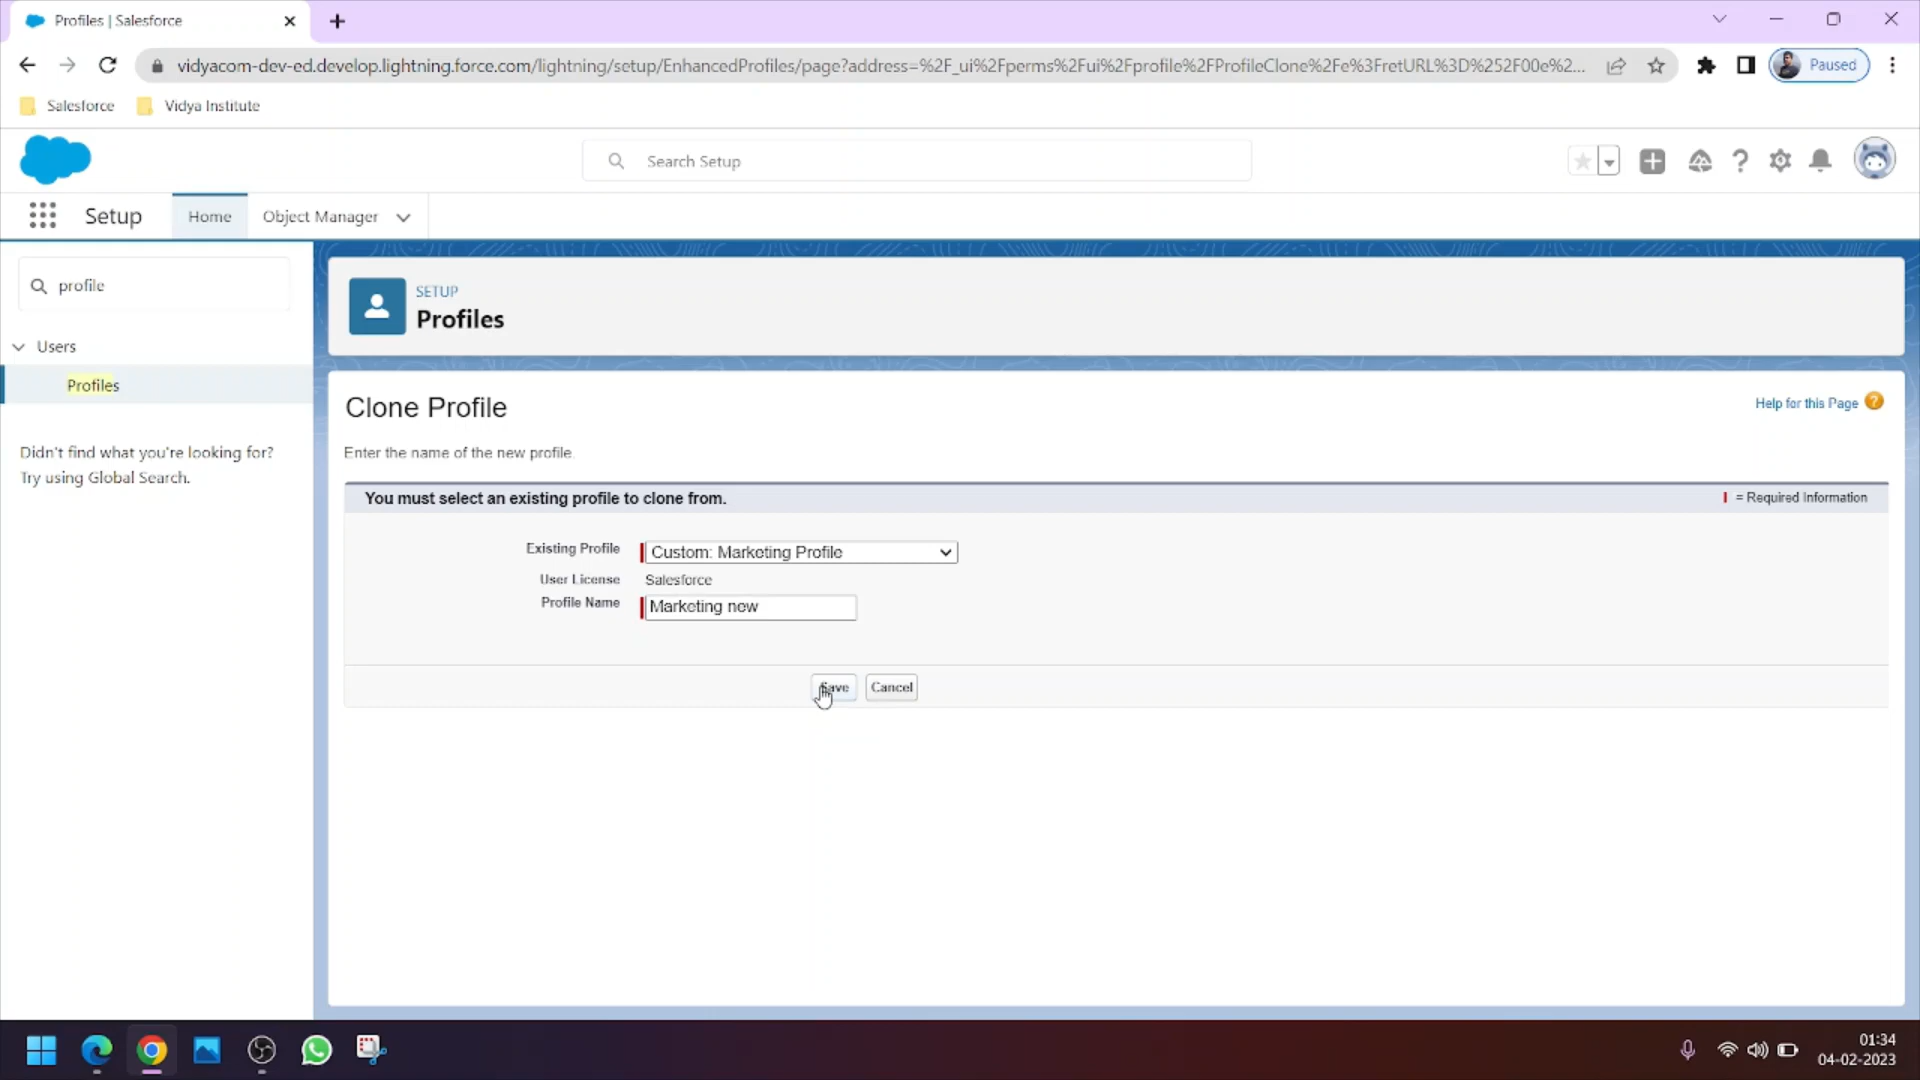 Profiles | Salesforce
vidyacom-dev-ed.develop.lightning.force.com/lightning/setup/EnhancedProfiles/page?address=%2F_ui%2Fperms%2Fui%2Fprofile%2FProfileClone%2Fe%3FretURL%3D%252F00e%2...
Paused
Salesforce
Vidya Institute
Search Setup
Setup
Home
Object Manager
profile
Users
Profiles
Didn't find what you're looking for?
Try using Global Search.
SETUP
Profiles
Clone Profile
Help for this Page
Enter the name of the new profile.
You must select an existing profile to clone from.
= Required Information
Existing Profile
Custom: Marketing Profile
User License
Salesforce
Profile Name
Marketing new
Save
Cancel
01:34
04-02-2023